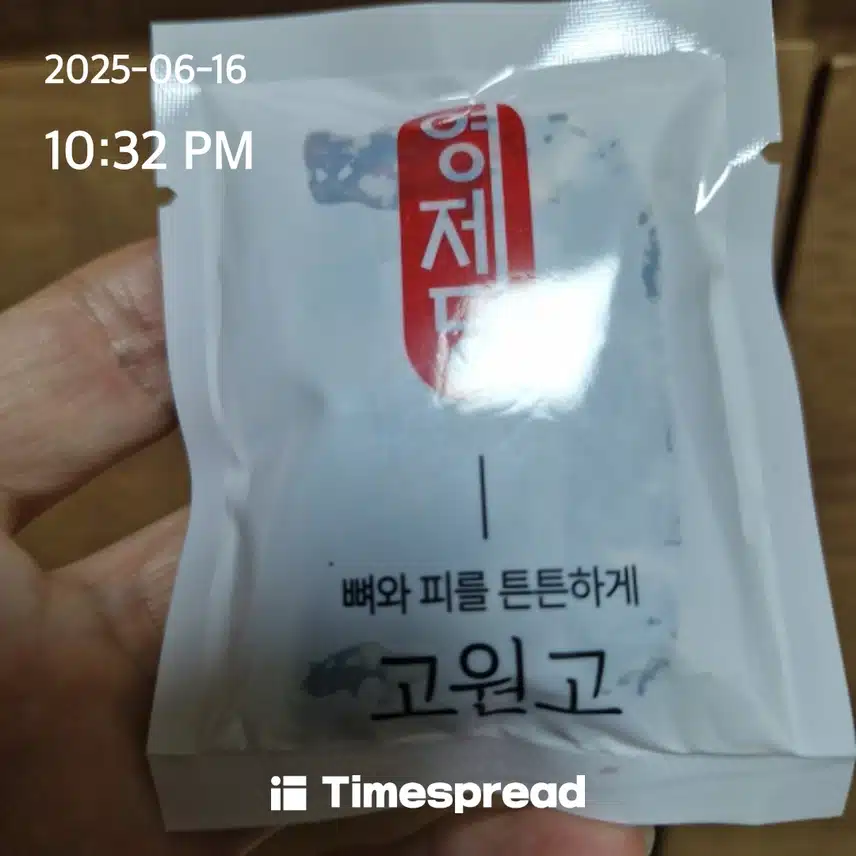 2025-06-16
10:32 PM
형
제
뼈와 피를 튼튼하게
고원고
Timespread